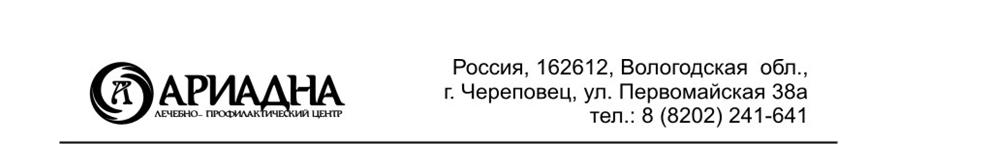 АРИАДНА
ЛЕЧЕБНО- ПРОФИЛАКТИЧЕСКИЙ ЦЕНТР
Россия, 162612, Вологодская обл.,
г. Череповец, ул. Первомайская 38а
тел.: 8 (8202) 241-641